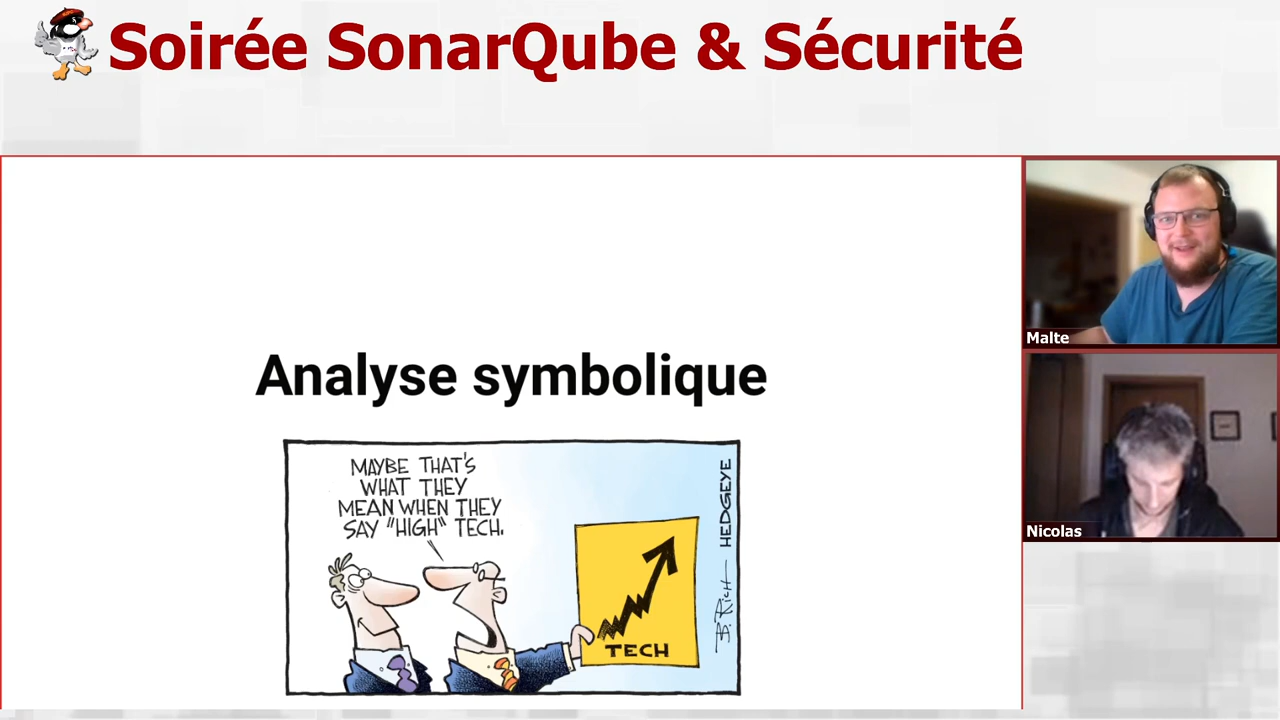 Soirée SonarQube & Sécurité
Analyse symbolique
MAYBE THAT'S
WHAT THEY
MEAN WHEN THEY
SAY "HIGH" TECH.
TECH
B. RICH
HEDGEYE
Malte
Nicolas